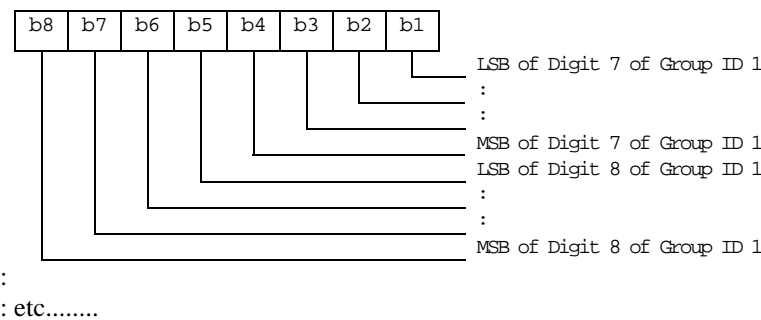 b8 b7 b6 b5 b4 b3 b2 b1
LSB of Digit 7 of Group ID 1
:
:
MSB of Digit 7 of Group ID 1
LSB of Digit 8 of Group ID 1
:
:
MSB of Digit 8 of Group ID 1
:
: etc........